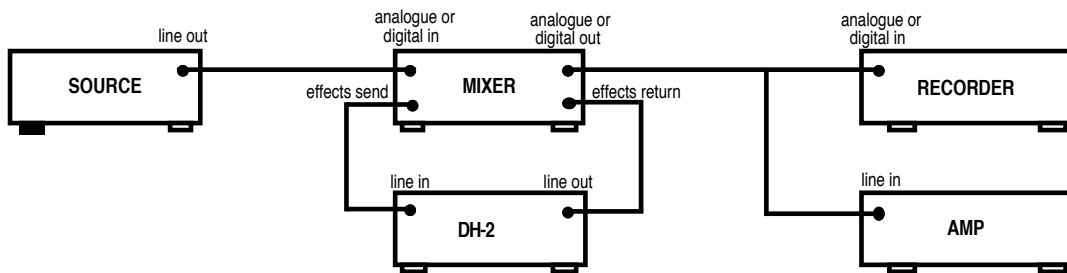 analogue or
digital in
analogue or
digital out
analogue or
digital in
line out
SOURCE
MIXER
RECORDER
effects send
effects return
line in
line out
line in
DH-2
AMP